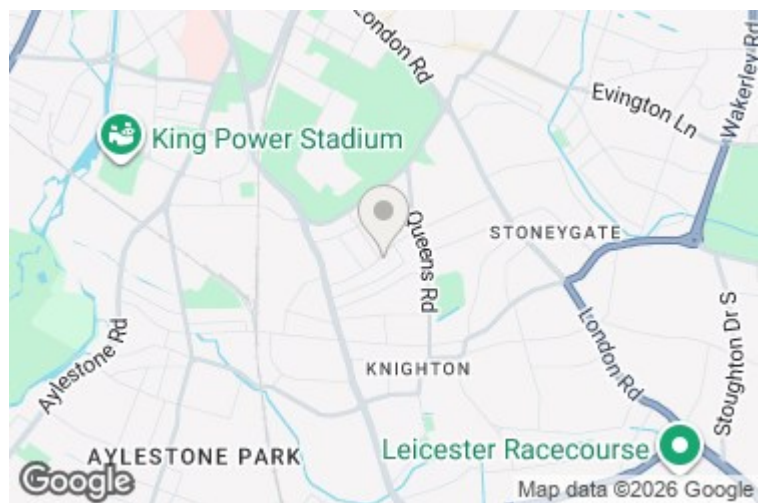 London Rd
Wakerley Rd
Evington Ln
King Power Stadium
Queens Rd
STONEYGATE
Aylestone Rd
London Rd
Stoughton Dr S
KNIGHTON
AYLESTONE PARK
Leicester Racecourse
Google
Map data ©2026 Google